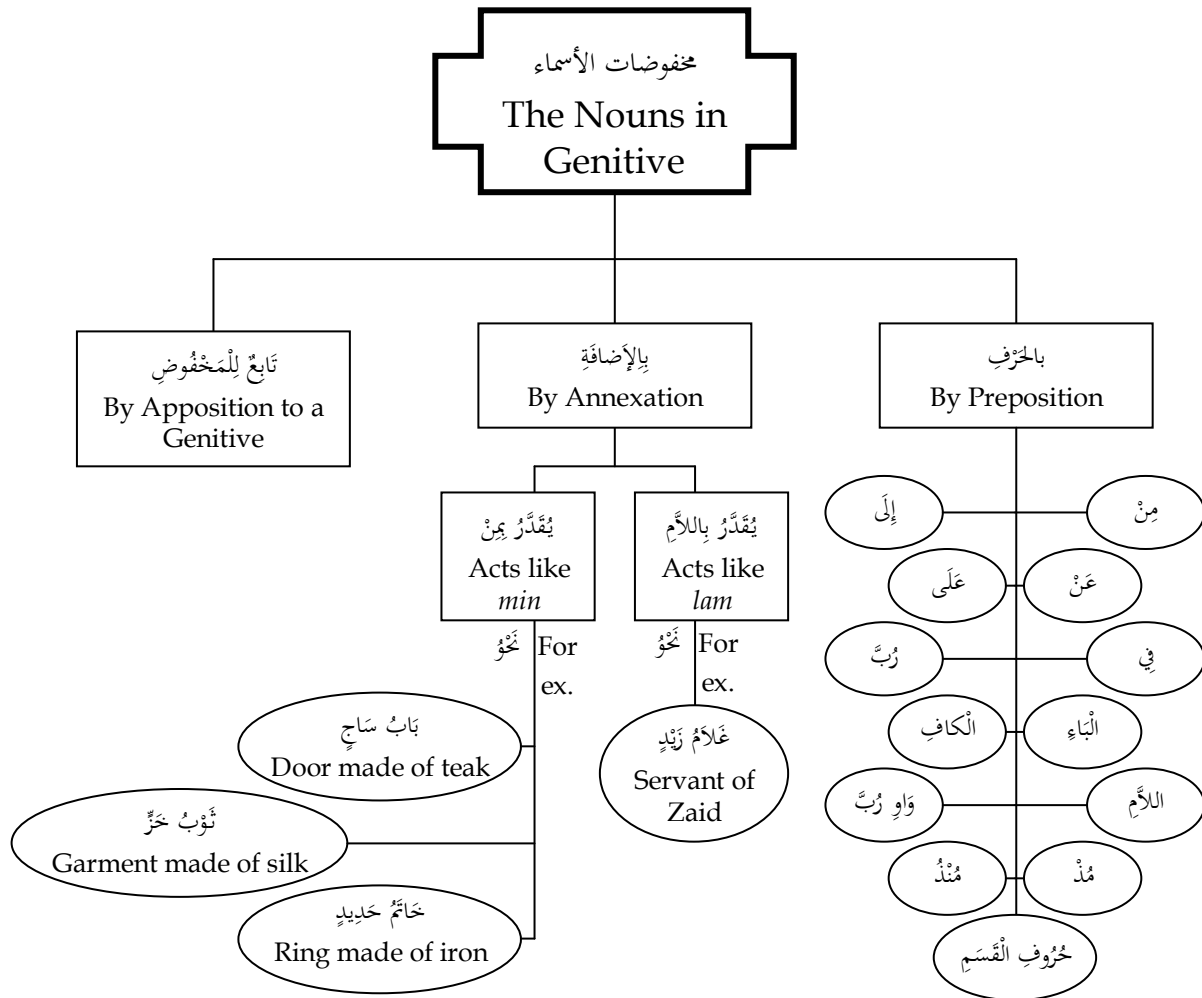 مخفوضات الأسماء
The Nouns in
Genitive
تَابِعٌ لِلْمَخْفُوضِ
By Apposition to a
Genitive
بِالإَضافَةِ
By Annexation
بالحَرْفِ
By Preposition
يُقَدَّرُ بِمِنْ
Acts like
min
يُقَدَّرُ بِاللاَّمِ
Acts like
lam
نَحْوُ For
ex.
نَحْوُ For
ex.
بَابُ سَاجٍ
Door made of teak
ثَوْبُ خَزٍّ
Garment made of silk
خَاتَمُ حَدِيدٍ
Ring made of iron
غَلاَمُ زَيْدٍ
Servant of
Zaid
مِنْ
إِلَى
عَنْ
عَلَى
فِي
رُبَّ
الْبَاءِ
الْكافِ
اللاَّمِ
وَاوِ رُبَّ
مُذْ
مُنْذُ
حُرُوفِ الْقَسَمِ